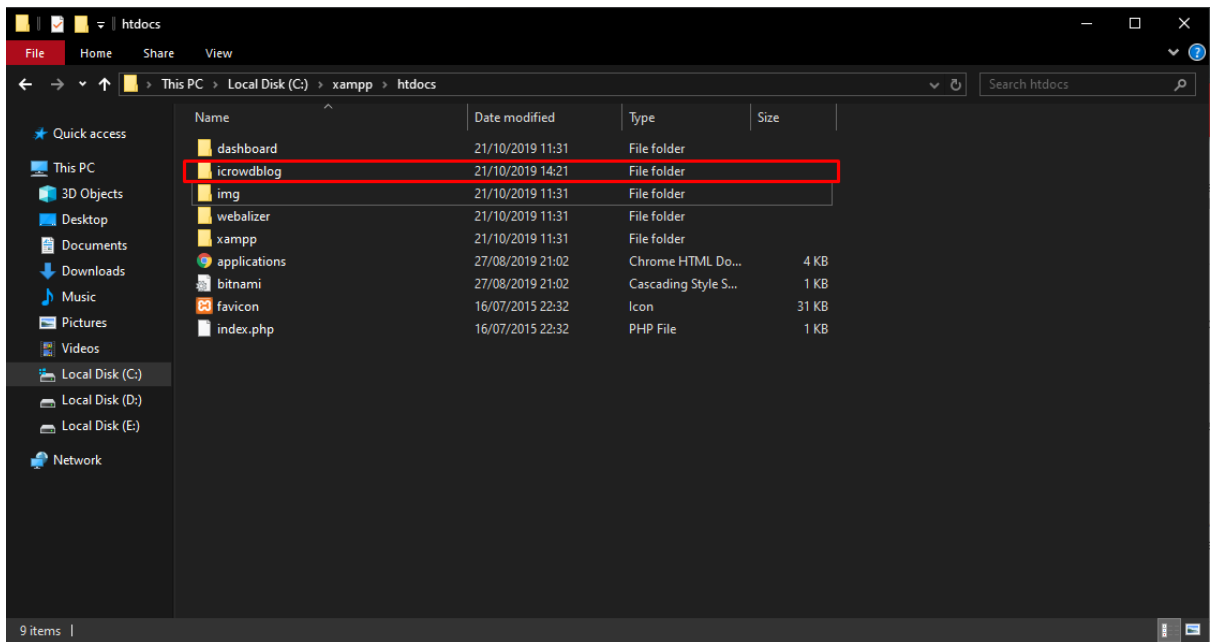 htdocs
File Home Share View
This PC > Local Disk (C:) > xampp > htdocs Search htdocs
Name Date modified Type Size
Quick access
This PC
3D Objects
Desktop
Documents
Downloads
Music
Pictures
Videos
Local Disk (C:)
Local Disk (D:)
Local Disk (E:)
Network
dashboard 21/10/2019 11:31 File folder
icrowdblog 21/10/2019 14:21 File folder
img 21/10/2019 11:31 File folder
webalizer 21/10/2019 11:31 File folder
xampp 21/10/2019 11:31 File folder
applications 27/08/2019 21:02 Chrome HTML Do... 4 KB
bitnami 27/08/2019 21:02 Cascading Style S... 1 KB
favicon 16/07/2015 22:32 Icon 31 KB
index.php 16/07/2015 22:32 PHP File 1 KB
9 items